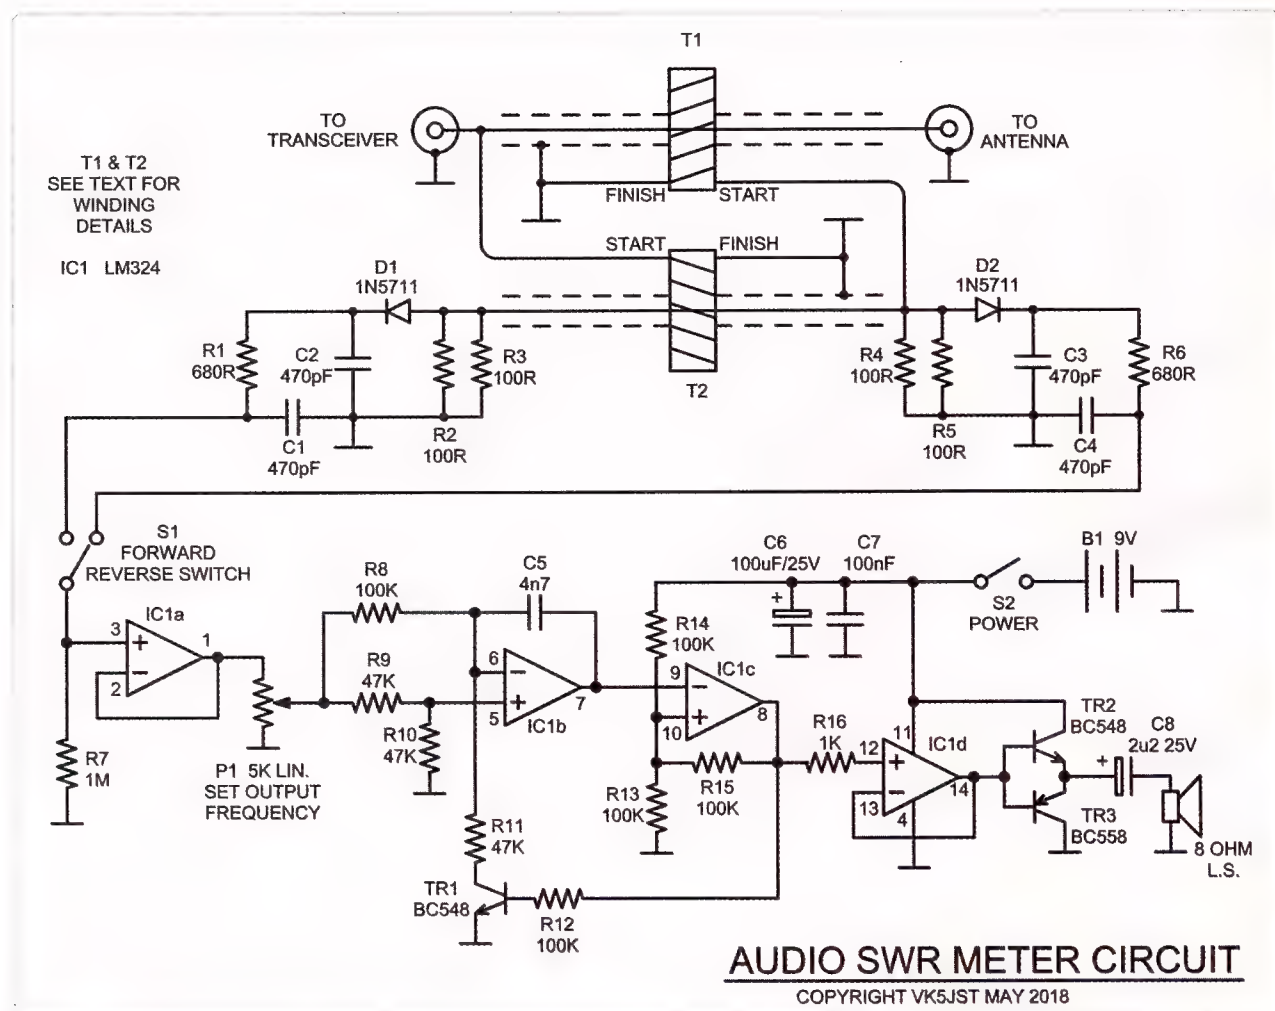 T1
TO
TRANSCEIVER
TO
ANTENNA
T1 & T2
SEE TEXT FOR
WINDING
DETAILS
IC1 LM324
FINISH
START
START
FINISH
T2
D1
1N5711
D2
1N5711
R1
680R
C2
470pF
R3
100R
R4
100R
C3
470pF
R6
680R
C1
470pF
R2
100R
R5
100R
C4
470pF
S1
FORWARD
REVERSE SWITCH
R8
100K
C5
4n7
C6
100uF/25V
+
C7
100nF
B1 9V
S2
POWER
IC1a
3
+
1
2
−
R7
1M
P1 5K LIN.
SET OUTPUT
FREQUENCY
R9
47K
R10
47K
6
−
5
+
7
IC1b
R14
100K
9
−
10
+
IC1c
8
R13
100K
R15
100K
R16
1K
12
+
13
−
11
4
14
IC1d
TR2
BC548
C8
2u2 25V
+
TR3
BC558
8 OHM
L.S.
R11
47K
TR1
BC548
R12
100K
AUDIO SWR METER CIRCUIT
COPYRIGHT VK5JST MAY 2018